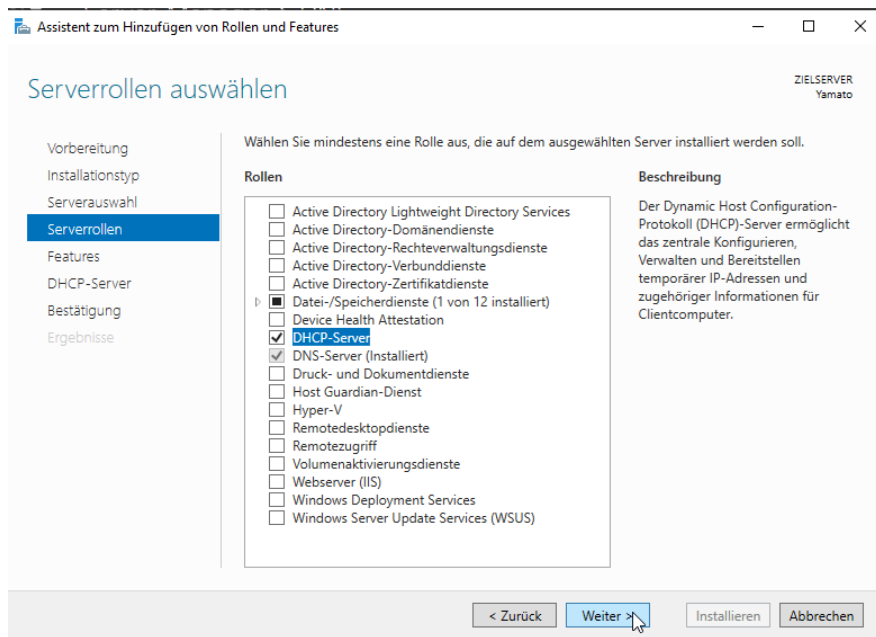 Assistent zum Hinzufügen von Rollen und Features
Serverrollen auswählen
ZIELSERVER
Yamato
Vorbereitung
Installationstyp
Serverauswahl
Serverrollen
Features
DHCP-Server
Bestätigung
Ergebnisse
Wählen Sie mindestens eine Rolle aus, die auf dem ausgewählten Server installiert werden soll.
Rollen
Active Directory Lightweight Directory Services
Active Directory-Domänendienste
Active Directory-Rechteverwaltungsdienste
Active Directory-Verbunddienste
Active Directory-Zertifikatdienste
Datei-/Speicherdienste (1 von 12 installiert)
Device Health Attestation
DHCP-Server
DNS-Server (Installiert)
Druck- und Dokumentdienste
Host Guardian-Dienst
Hyper-V
Remotedesktopdienste
Remotezugriff
Volumenaktivierungsdienste
Webserver (IIS)
Windows Deployment Services
Windows Server Update Services (WSUS)
Beschreibung
Der Dynamic Host Configuration-
Protokoll (DHCP)-Server ermöglicht
das zentrale Konfigurieren,
Verwalten und Bereitstellen
temporärer IP-Adressen und
zugehöriger Informationen für
Clientcomputer.
< Zurück
Weiter >
Installieren
Abbrechen